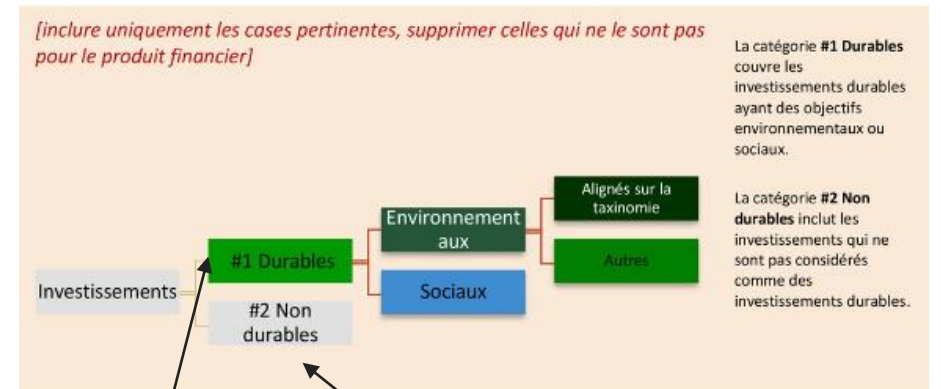 [inclure uniquement les cases pertinentes, supprimer celles qui ne le sont pas
pour le produit financier]
La catégorie #1 Durables
couvre les
investissements durables
ayant des objectifs
environnementaux ou
sociaux.
La catégorie #2 Non
durables inclut les
investissements qui ne
sont pas considérés
comme des
investissements durables.
Investissements
#1 Durables
#2 Non
durables
Environnement
aux
Sociaux
Alignés sur la
taxinomie
Autres